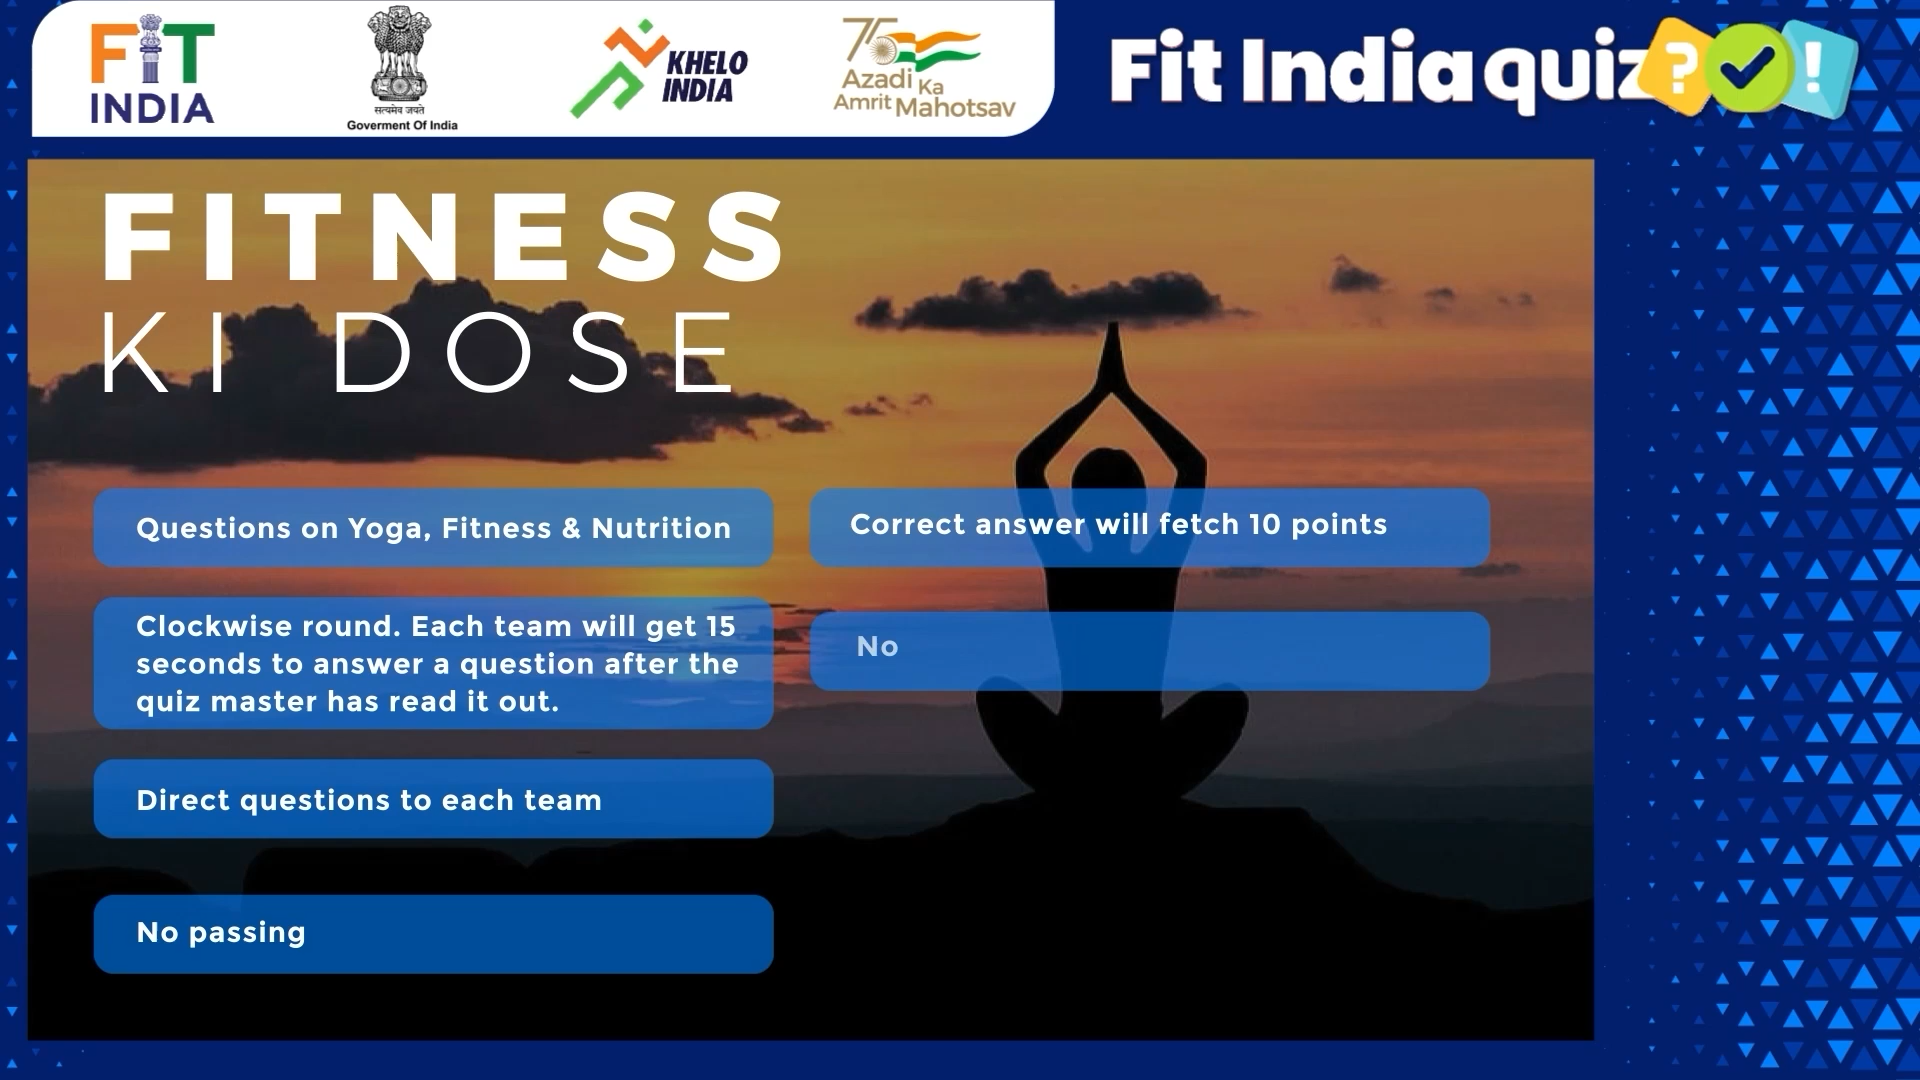 FIT
INDIA
सत्यमेव जयते
Goverment Of India
KHELO
INDIA
75
Azadi Ka
Amrit Mahotsav
Fit India quiz?!
FITNESS
KI DOSE
Questions on Yoga, Fitness & Nutrition
Clockwise round. Each team will get 15
seconds to answer a question after the
quiz master has read it out.
Direct questions to each team
No passing
Correct answer will fetch 10 points
No